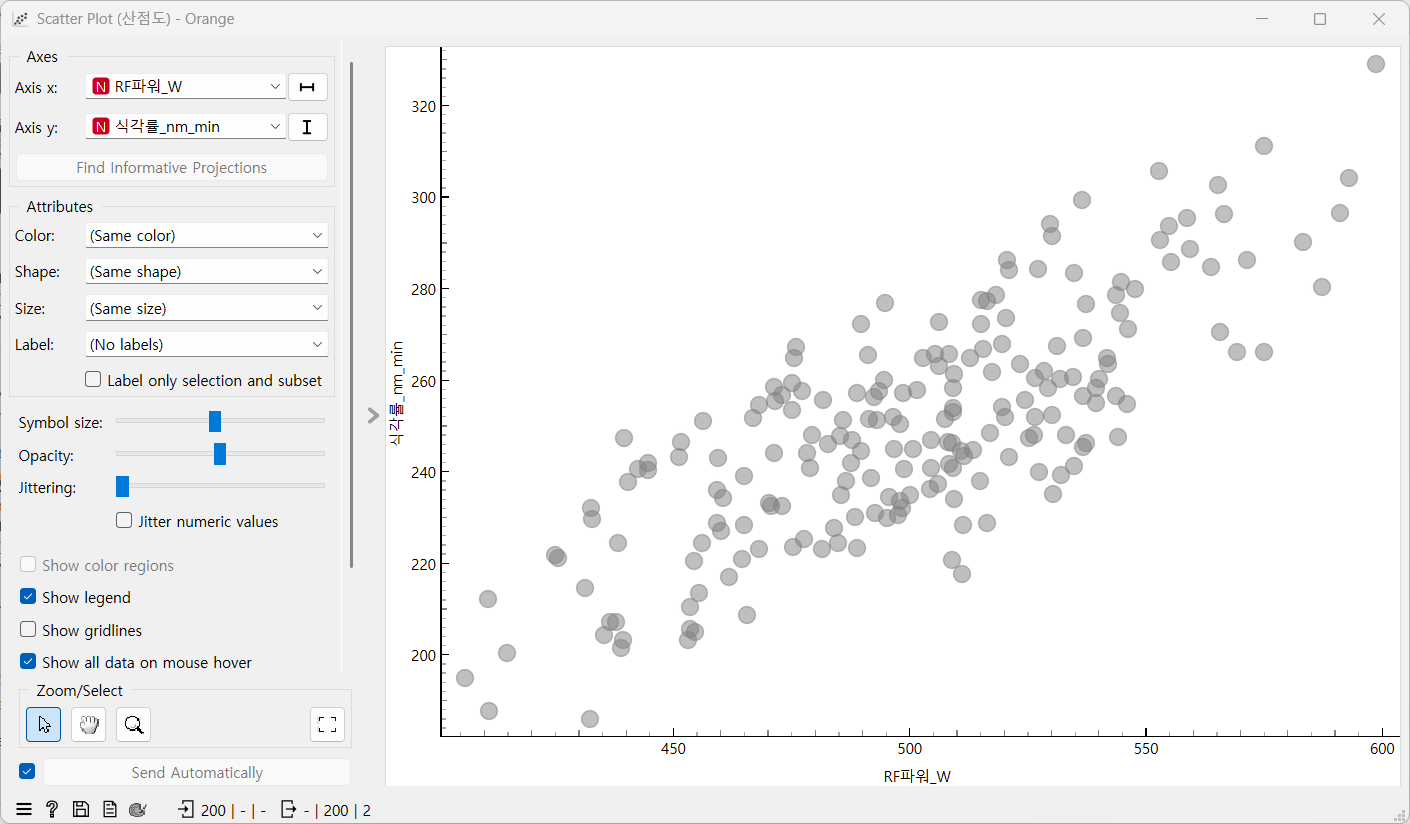 Scatter Plot (산점도) - Orange
Axes
Axis x: N RF파워_W
Axis y: N 식각률_nm_min
Find Informative Projections
Attributes
Color: (Same color)
Shape: (Same shape)
Size: (Same size)
Label: (No labels)
Label only selection and subset
Symbol size:
Opacity:
Jittering:
Jitter numeric values
Show color regions
Show legend
Show gridlines
Show all data on mouse hover
Zoom/Select
Send Automatically
200 | - | - - | 200 | 2
식각률_nm_min
320
300
280
260
240
220
200
450 500 550 600
RF파워_W